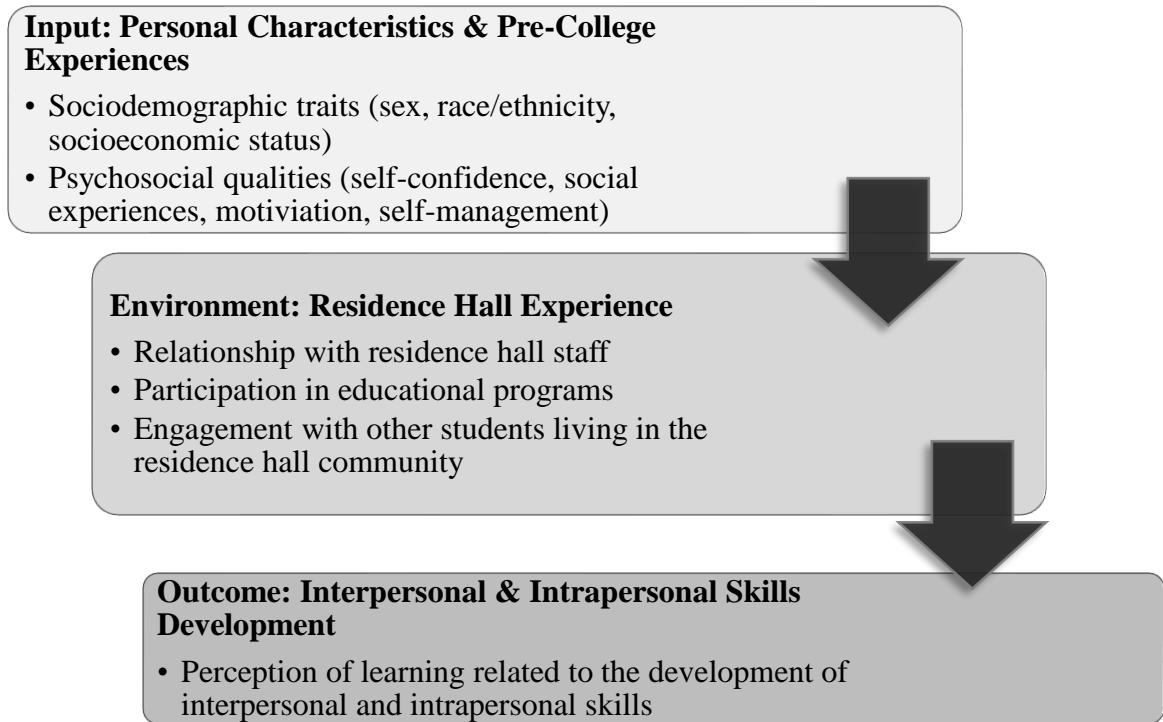 Input: Personal Characteristics & Pre-College
Experiences
• Sociodemographic traits (sex, race/ethnicity,
socioeconomic status)
• Psychosocial qualities (self-confidence, social
experiences, motiviation, self-management)
Environment: Residence Hall Experience
• Relationship with residence hall staff
• Participation in educational programs
• Engagement with other students living in the
residence hall community
Outcome: Interpersonal & Intrapersonal Skills
Development
• Perception of learning related to the development of
interpersonal and intrapersonal skills